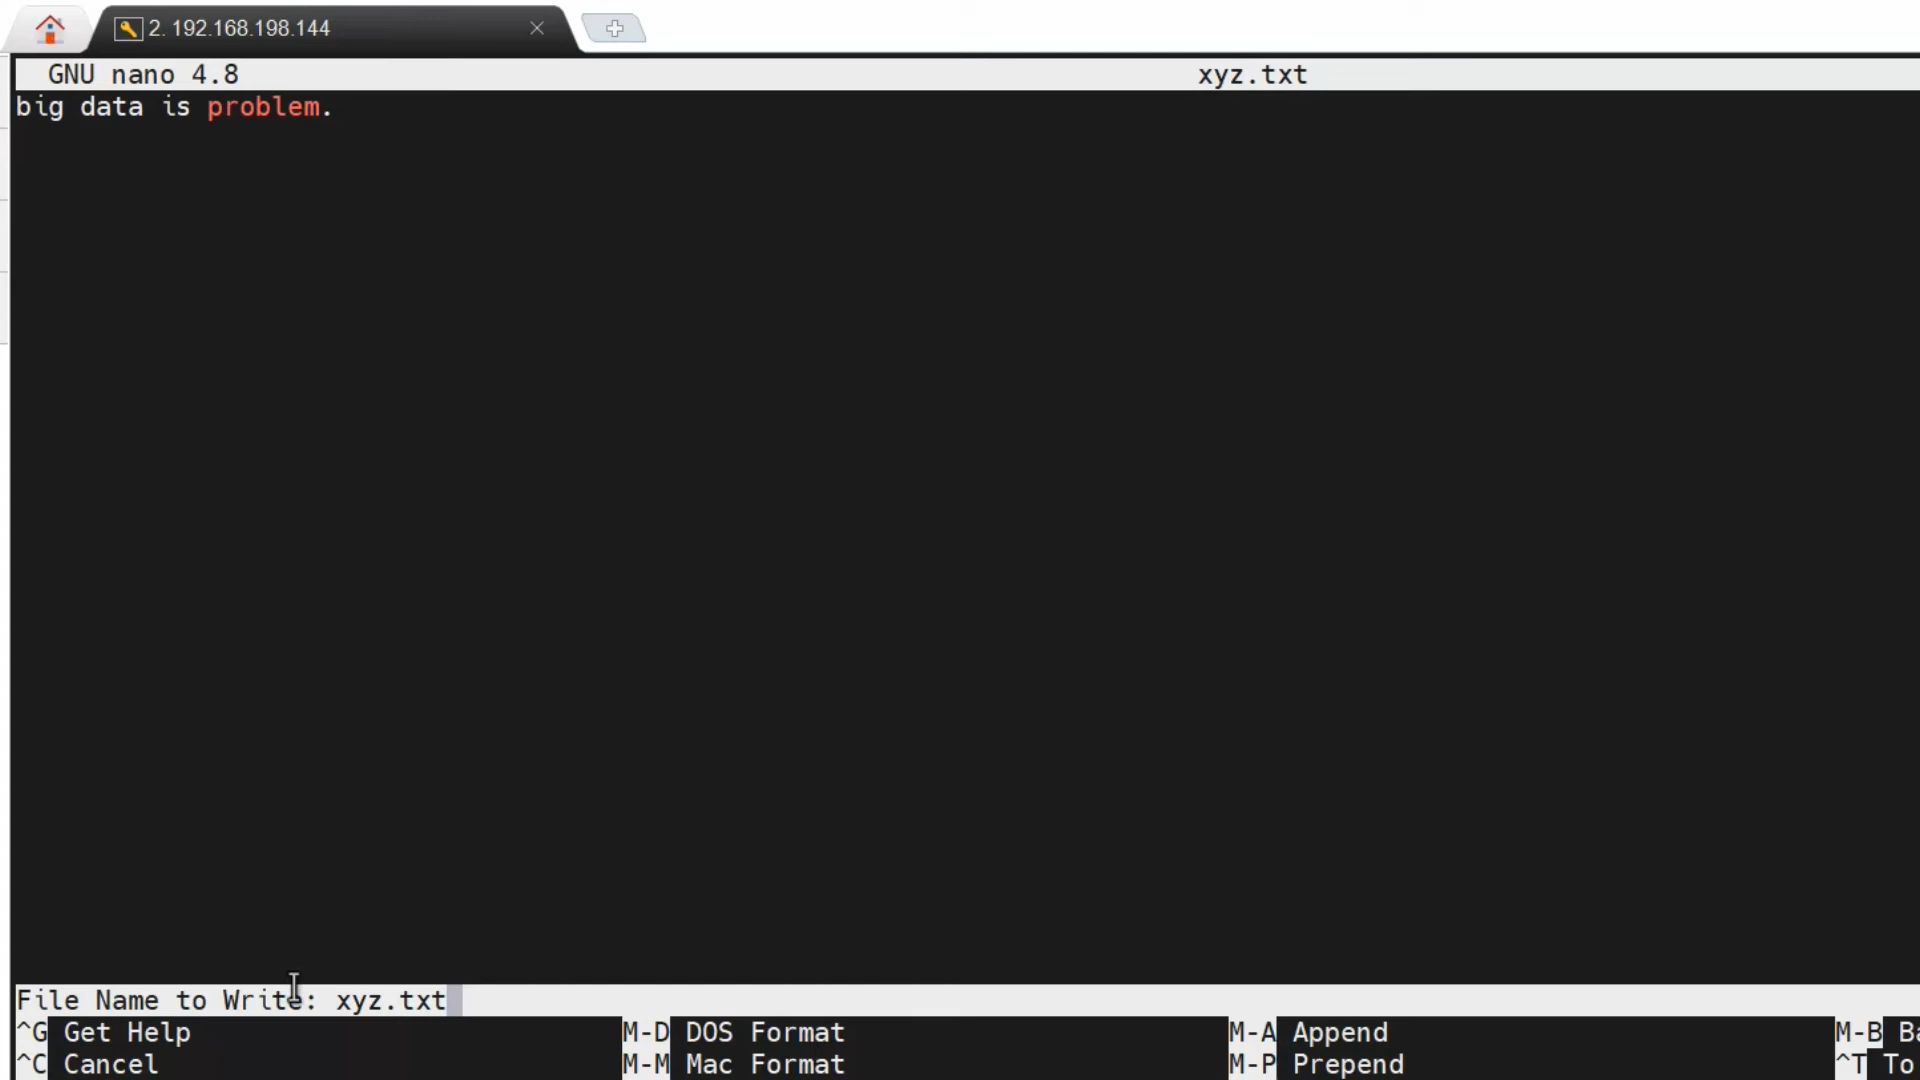 2. 192.168.198.144
GNU nano 4.8 xyz.txt
big data is problem.
File Name to Write: xyz.txt
^G Get Help M-D DOS Format M-A Append M-B
^C Cancel M-M Mac Format M-P Prepend ^T To